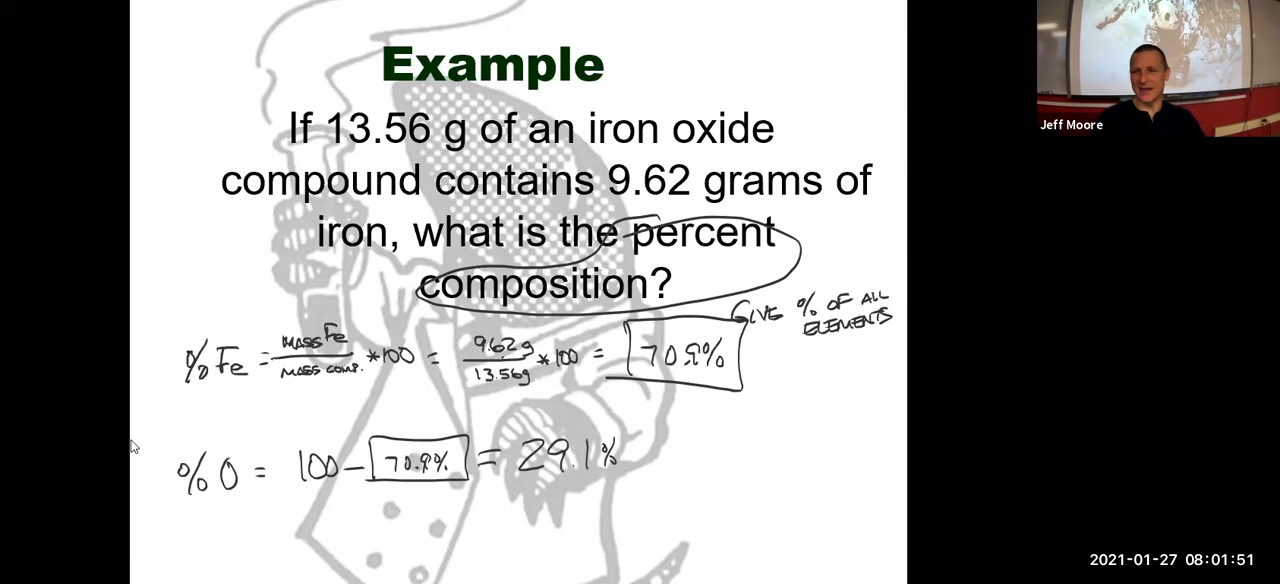 Example
If 13.56 g of an iron oxide
compound contains 9.62 grams of
iron, what is the percent
composition?
GIVE % OF ALL
ELEMENTS
%Fe = MASS Fe / MASS COMP. * 100 = 9.62g / 13.56g * 100 = 70.9%
%O = 100 - 70.9% = 29.1%
Jeff Moore
2021-01-27 08:01:51